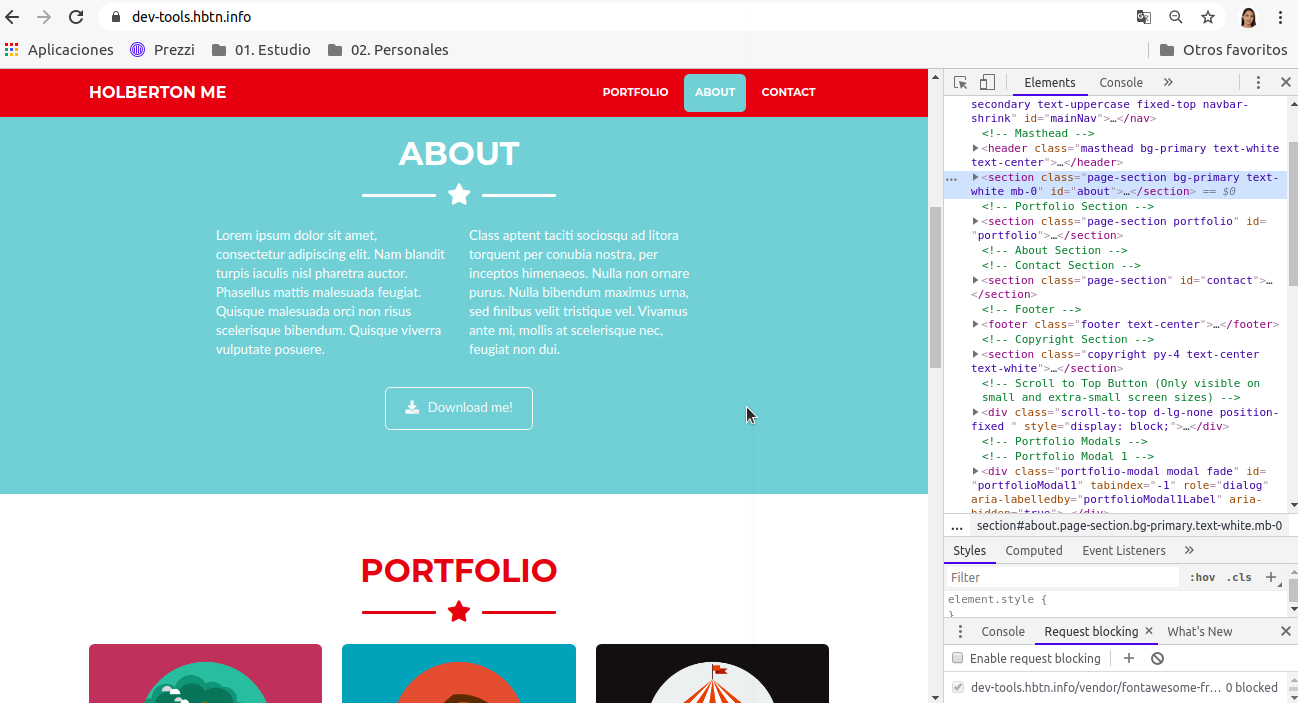 dev-tools.hbtn.info
Aplicaciones
Prezzi
01. Estudio
02. Personales
Otros favoritos
HOLBERTON ME
PORTFOLIO
ABOUT
CONTACT
ABOUT
Lorem ipsum dolor sit amet,
consectetur adipiscing elit. Nam blandit
turpis iaculis nisl pharetra auctor.
Phasellus mattis malesuada feugiat.
Quisque malesuada orci non risus
scelerisque bibendum. Quisque viverra
vulputate posuere.
Class aptent taciti sociosqu ad litora
torquent per conubia nostra, per
inceptos himenaeos. Nulla non ornare
purus. Nulla bibendum maximus urna,
sed finibus velit tristique vel. Vivamus
ante mi, mollis at scelerisque nec,
feugiat non dui.
Download me!
PORTFOLIO
Elements
Console
»
secondary text-uppercase fixed-top navbar-
shrink" id="mainNav">…</nav>
<!-- Masthead -->
<header class="masthead bg-primary text-white
text-center">…</header>
<section class="page-section bg-primary text-
white mb-0" id="about">…</section> == $0
<!-- Portfolio Section -->
<section class="page-section portfolio" id=
"portfolio">…</section>
<!-- About Section -->
<!-- Contact Section -->
<section class="page-section" id="contact">…
</section>
<!-- Footer -->
<footer class="footer text-center">…</footer>
<!-- Copyright Section -->
<section class="copyright py-4 text-center
text-white">…</section>
<!-- Scroll to Top Button (Only visible on
small and extra-small screen sizes) -->
<div class="scroll-to-top d-lg-none position-
fixed " style="display: block;">…</div>
<!-- Portfolio Modals -->
<!-- Portfolio Modal 1 -->
<div class="portfolio-modal modal fade" id=
"portfolioModal1" tabindex="-1" role="dialog"
aria-labelledby="portfolioModal1Label" aria-
hidden="true">…</div>
... section#about.page-section.bg-primary.text-white.mb-0
Styles
Computed
Event Listeners
»
Filter
:hov .cls +
element.style {
}
Console
Request blocking ×
What's New
Enable request blocking
dev-tools.hbtn.info/vendor/fontawesome-fr… 0 blocked